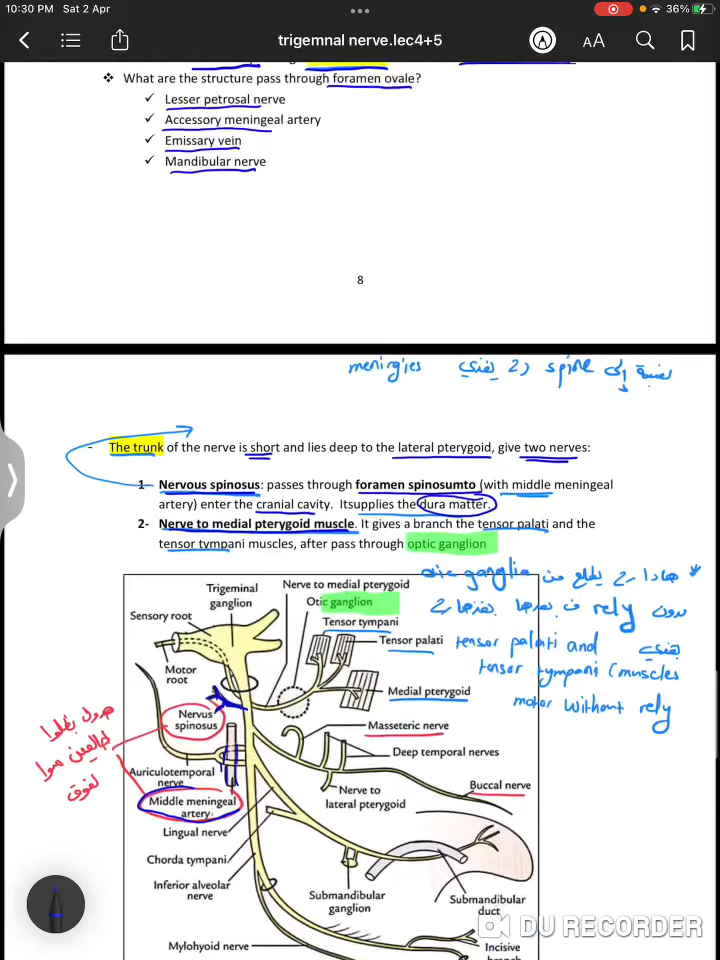 10:30 PM Sat 2 Apr
36%
trigemnal nerve.lec4+5
AA
❖ What are the structure pass through foramen ovale?
✓ Lesser petrosal nerve
✓ Accessory meningeal artery
✓ Emissary vein
✓ Mandibular nerve
8
meningies
spine
- The trunk of the nerve is short and lies deep to the lateral pterygoid, give two nerves:
1- Nervous spinosus: passes through foramen spinosumto (with middle meningeal
artery) enter the cranial cavity. Itsupplies the dura matter.
2- Nerve to medial pterygoid muscle. It gives a branch the tensor palati and the
tensor tympani muscles, after pass through optic ganglion
otic ganglia من
بدون rely
tensor palati and
tensor tympani (muscles
motor without rely
Nerve to medial pterygoid
Trigeminal
ganglion
Otic ganglion
Sensory root
Tensor tympani
Tensor palati
Motor
root
Medial pterygoid
Nervus
spinosus
Masseteric nerve
Deep temporal nerves
Auriculotemporal
nerve
Buccal nerve
Nerve to
lateral pterygoid
Middle meningeal
artery
Lingual nerve
Chorda tympani
Inferior alveolar
nerve
Submandibular
ganglion
Submandibular
duct
DU RECORDER
Mylohyoid nerve
Incisive